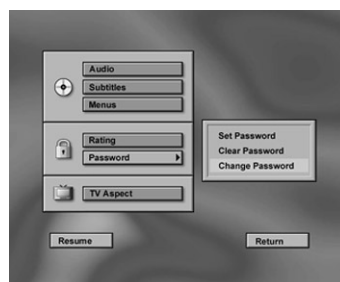 Audio
Subtitles
Menus
Rating
Password
Set Password
Clear Password
Change Password
TV Aspect
Resume
Return